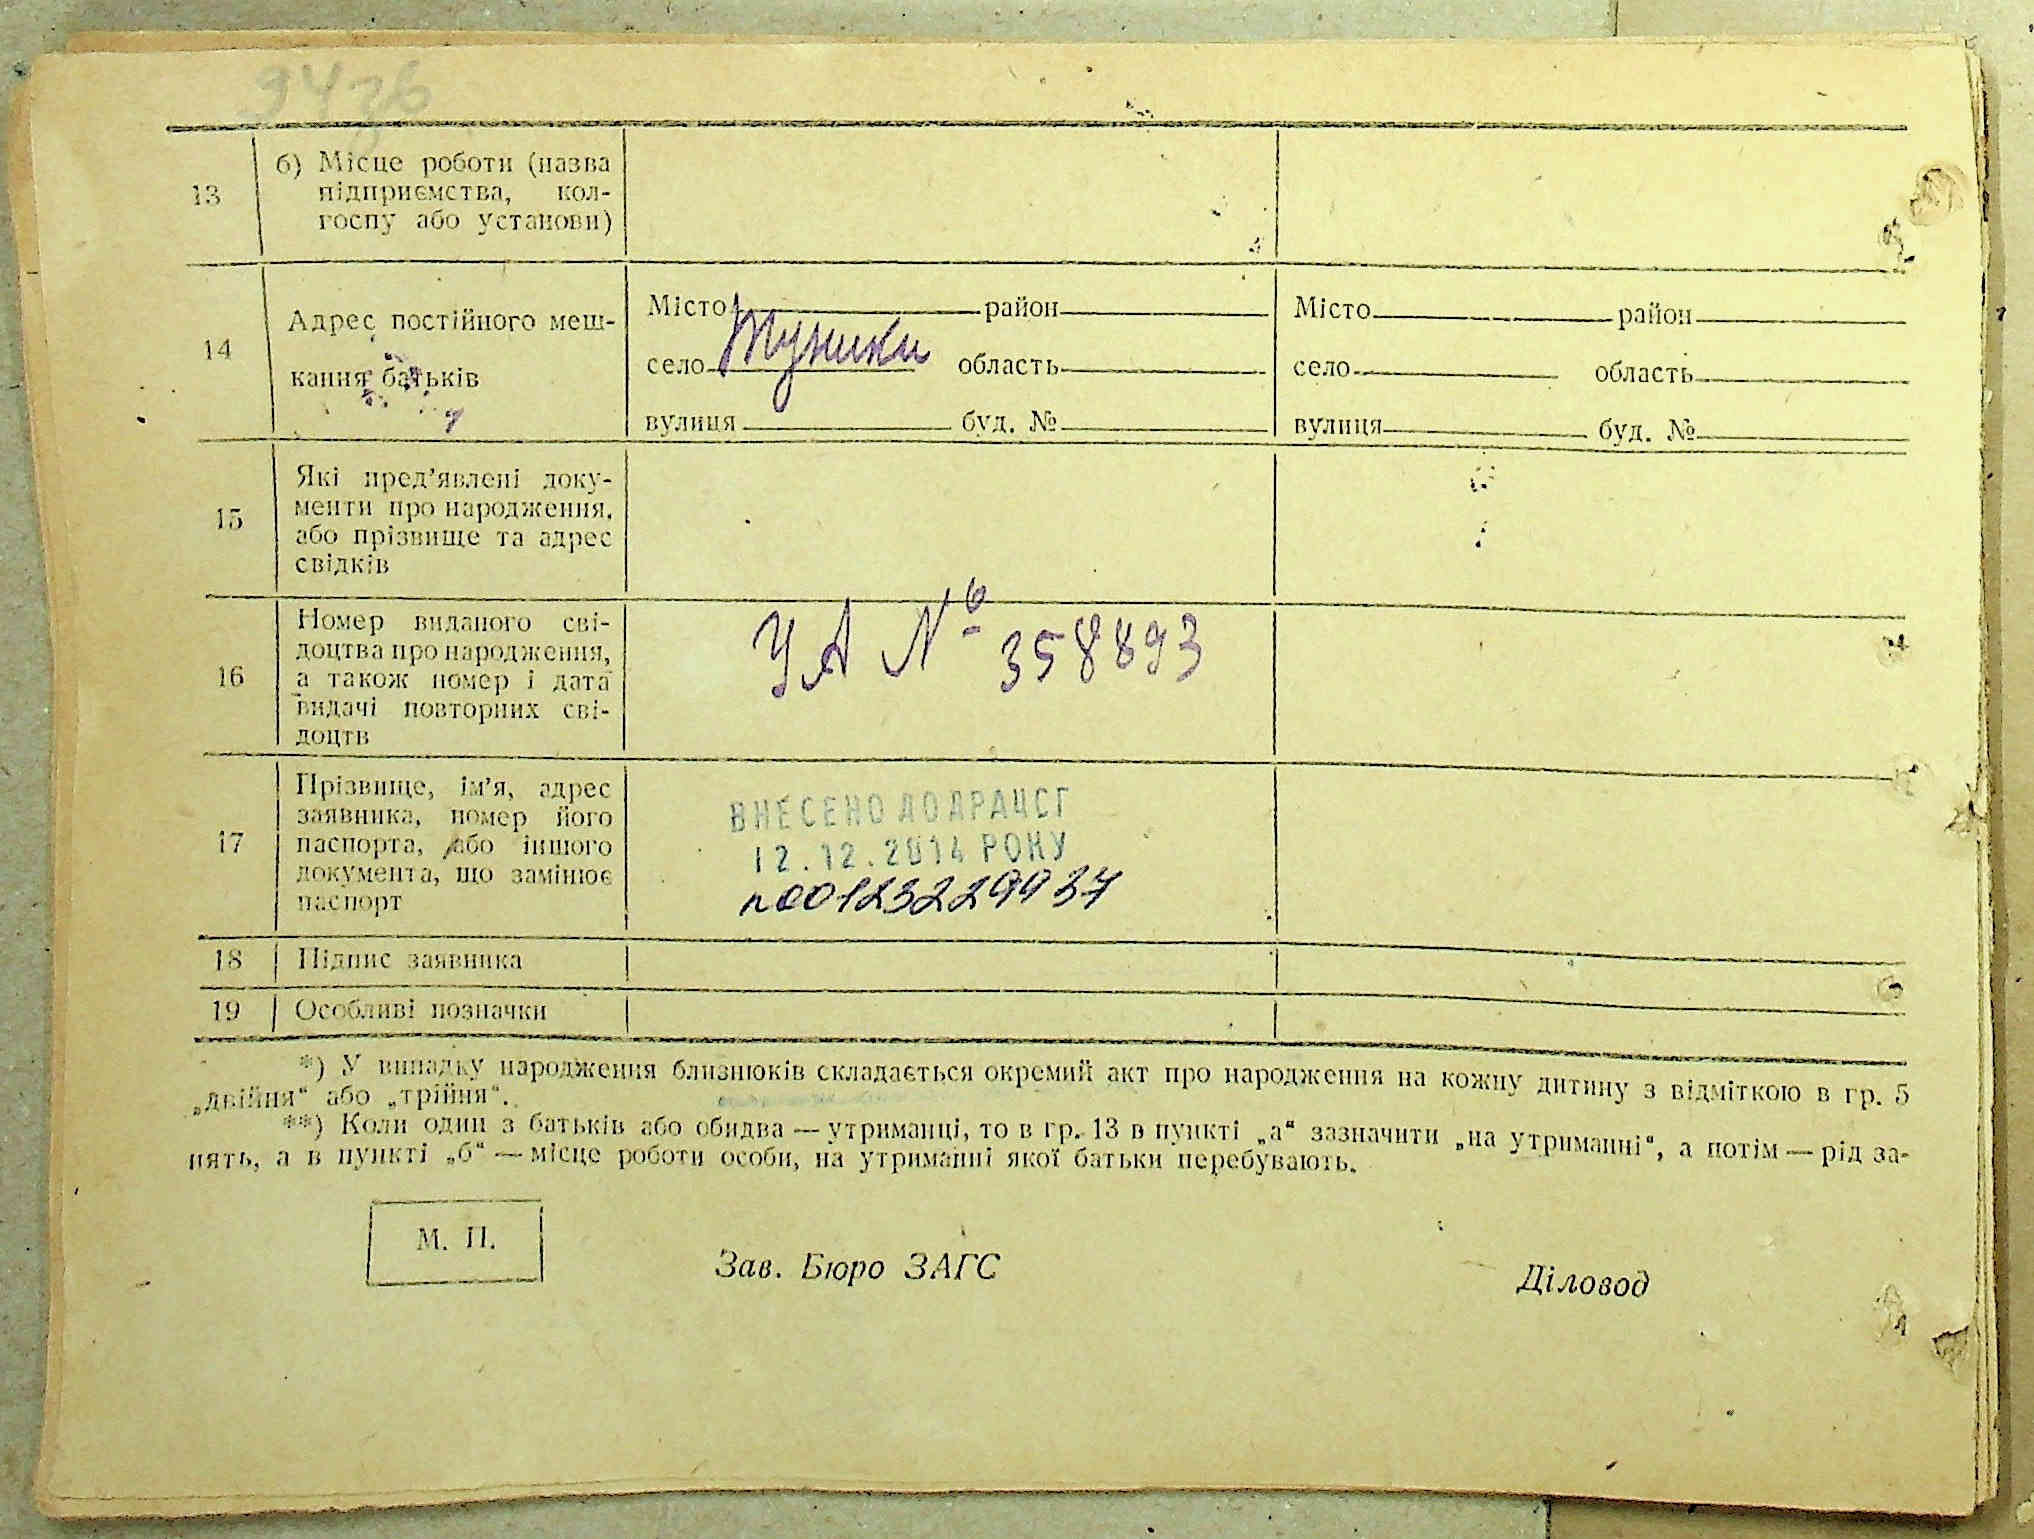 13
б) Місце роботи (назва
підприємства, кол-
госпу або установи)
14
Адрес постійного меш-
кання батьків
Місто район
село область
вулиця буд. №
Місто район
село область
вулиця буд. №
15
Які пред'явлені доку-
менти про народження,
або прізвище та адрес
свідків
16
Номер виданого сві-
доцтва про народження,
а також номер і дата
видачі повторних сві-
доцтв
УА № 358893
17
Прізвище, ім'я, адрес
заявника, номер його
паспорта, або іншого
документа, що замінює
паспорт
ВНЕСЕНО ДО ДРАЦСГ
12.12.2014 РОКУ
n00123229937
18 Підпис заявника
19 Особливі позначки
*) У випадку народження близнюків складається окремий акт про народження на кожну дитину з відміткою в гр. 5
„двійня“ або „трійня“.
**) Коли один з батьків або обидва — утриманці, то в гр. 13 в пункті „а“ зазначити „на утриманні“, а потім — рід за-
нять, а в пункті „б“ — місце роботи особи, на утриманні якої батьки перебувають.
М. П.
Зав. Бюро ЗАГС
Діловод